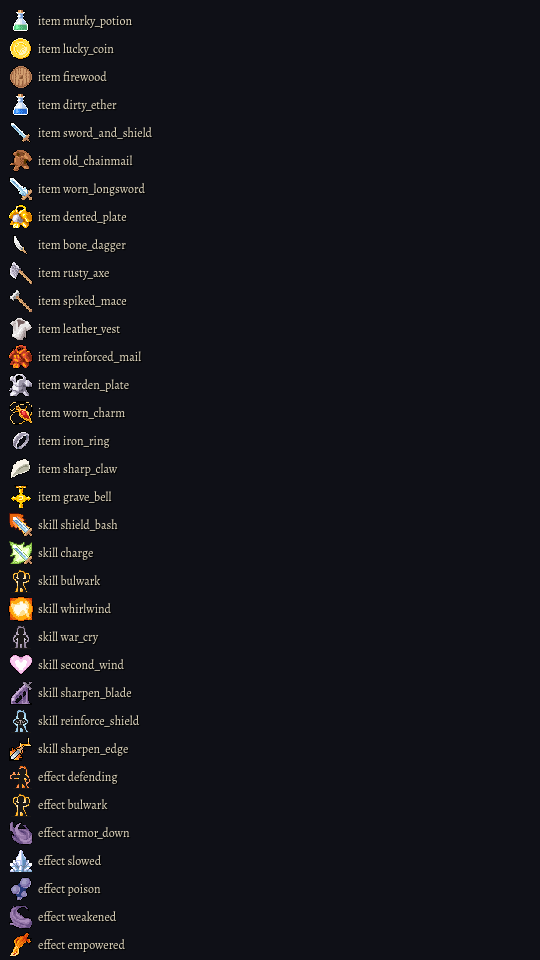 item murky_potion
item lucky_coin
item firewood
item dirty_ether
item sword_and_shield
item old_chainmail
item worn_longsword
item dented_plate
item bone_dagger
item rusty_axe
item spiked_mace
item leather_vest
item reinforced_mail
item warden_plate
item worn_charm
item iron_ring
item sharp_claw
item grave_bell
skill shield_bash
skill charge
skill bulwark
skill whirlwind
skill war_cry
skill second_wind
skill sharpen_blade
skill reinforce_shield
skill sharpen_edge
effect defending
effect bulwark
effect armor_down
effect slowed
effect poison
effect weakened
effect empowered